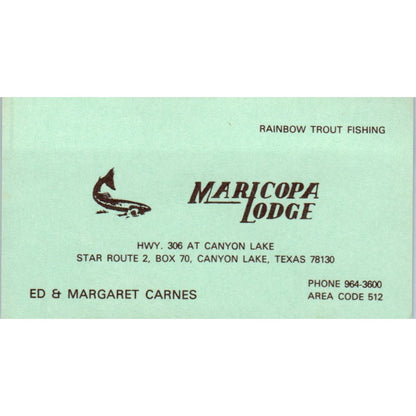 RAINBOW TROUT FISHING
MARICOPA
LODGE
HWY. 306 AT CANYON LAKE
STAR ROUTE 2, BOX 70, CANYON LAKE, TEXAS 78130
PHONE 964-3600
ED & MARGARET CARNES
AREA CODE 512